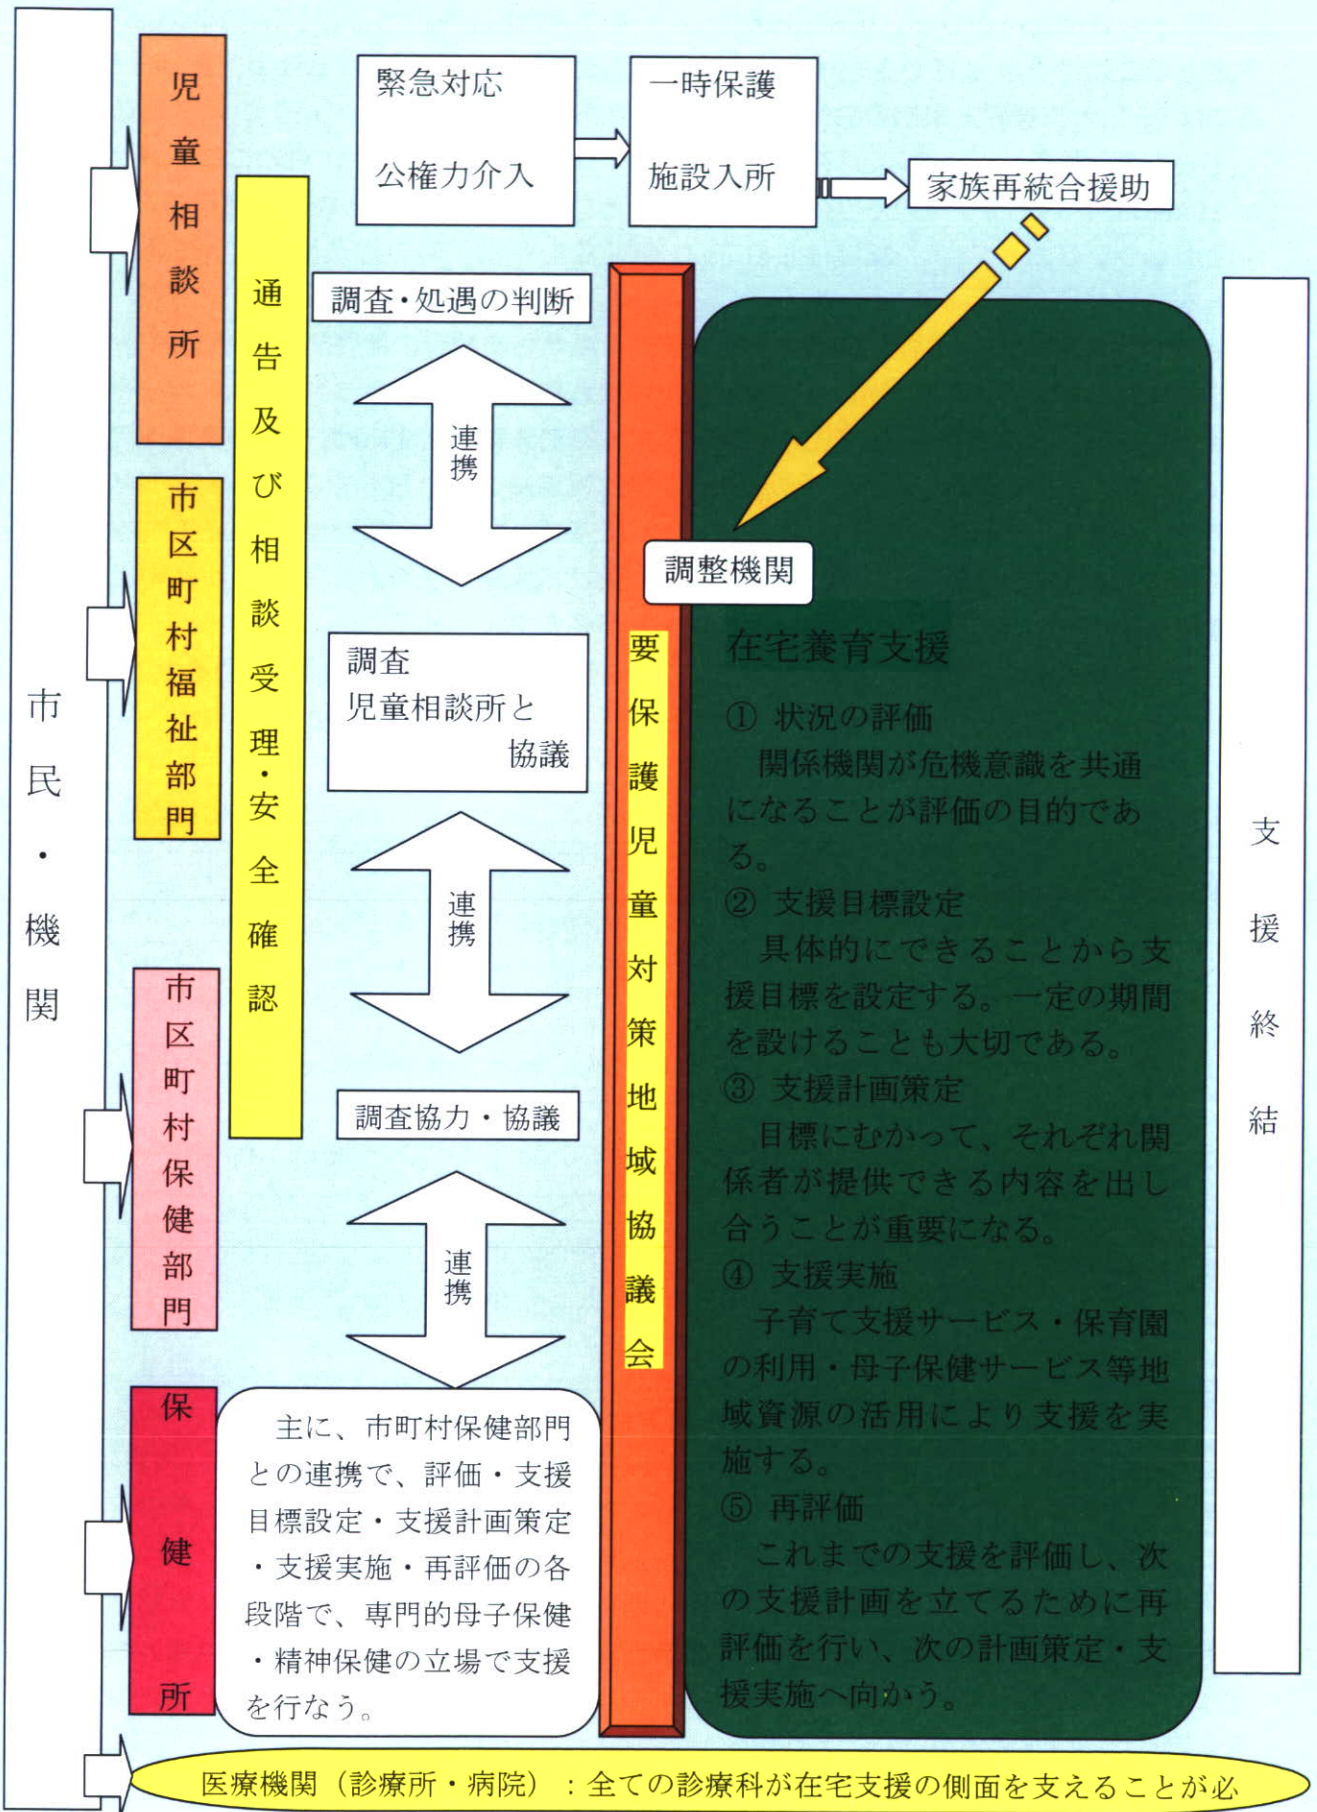 市民・機関
児童相談所
市区町村福祉部門
市区町村保健部門
保健所
通告及び相談受理・安全確認
緊急対応
公権力介入
一時保護
施設入所
家族再統合援助
調査・処遇の判断
連携
調査
児童相談所と
協議
連携
調査協力・協議
連携
主に、市町村保健部門
との連携で、評価・支援
目標設定・支援計画策定
・支援実施・再評価の各
段階で、専門的母子保健
・精神保健の立場で支援
を行なう。
要保護児童対策地域協議会
調整機関
在宅養育支援
① 状況の評価
関係機関が危機意識を共通
になることが評価の目的であ
る。
② 支援目標設定
具体的にできることから支
援目標を設定する。一定の期間
を設けることも大切である。
③ 支援計画策定
目標にむかって、それぞれ関
係者が提供できる内容を出し
合うことが重要になる。
④ 支援実施
子育て支援サービス・保育園
の利用・母子保健サービス等地
域資源の活用により支援を実
施する。
⑤ 再評価
これまでの支援を評価し、次
の支援計画を立てるために再
評価を行い、次の計画策定・支
援実施へ向かう。
支援終結
医療機関（診療所・病院）：全ての診療科が在宅支援の側面を支えることが必